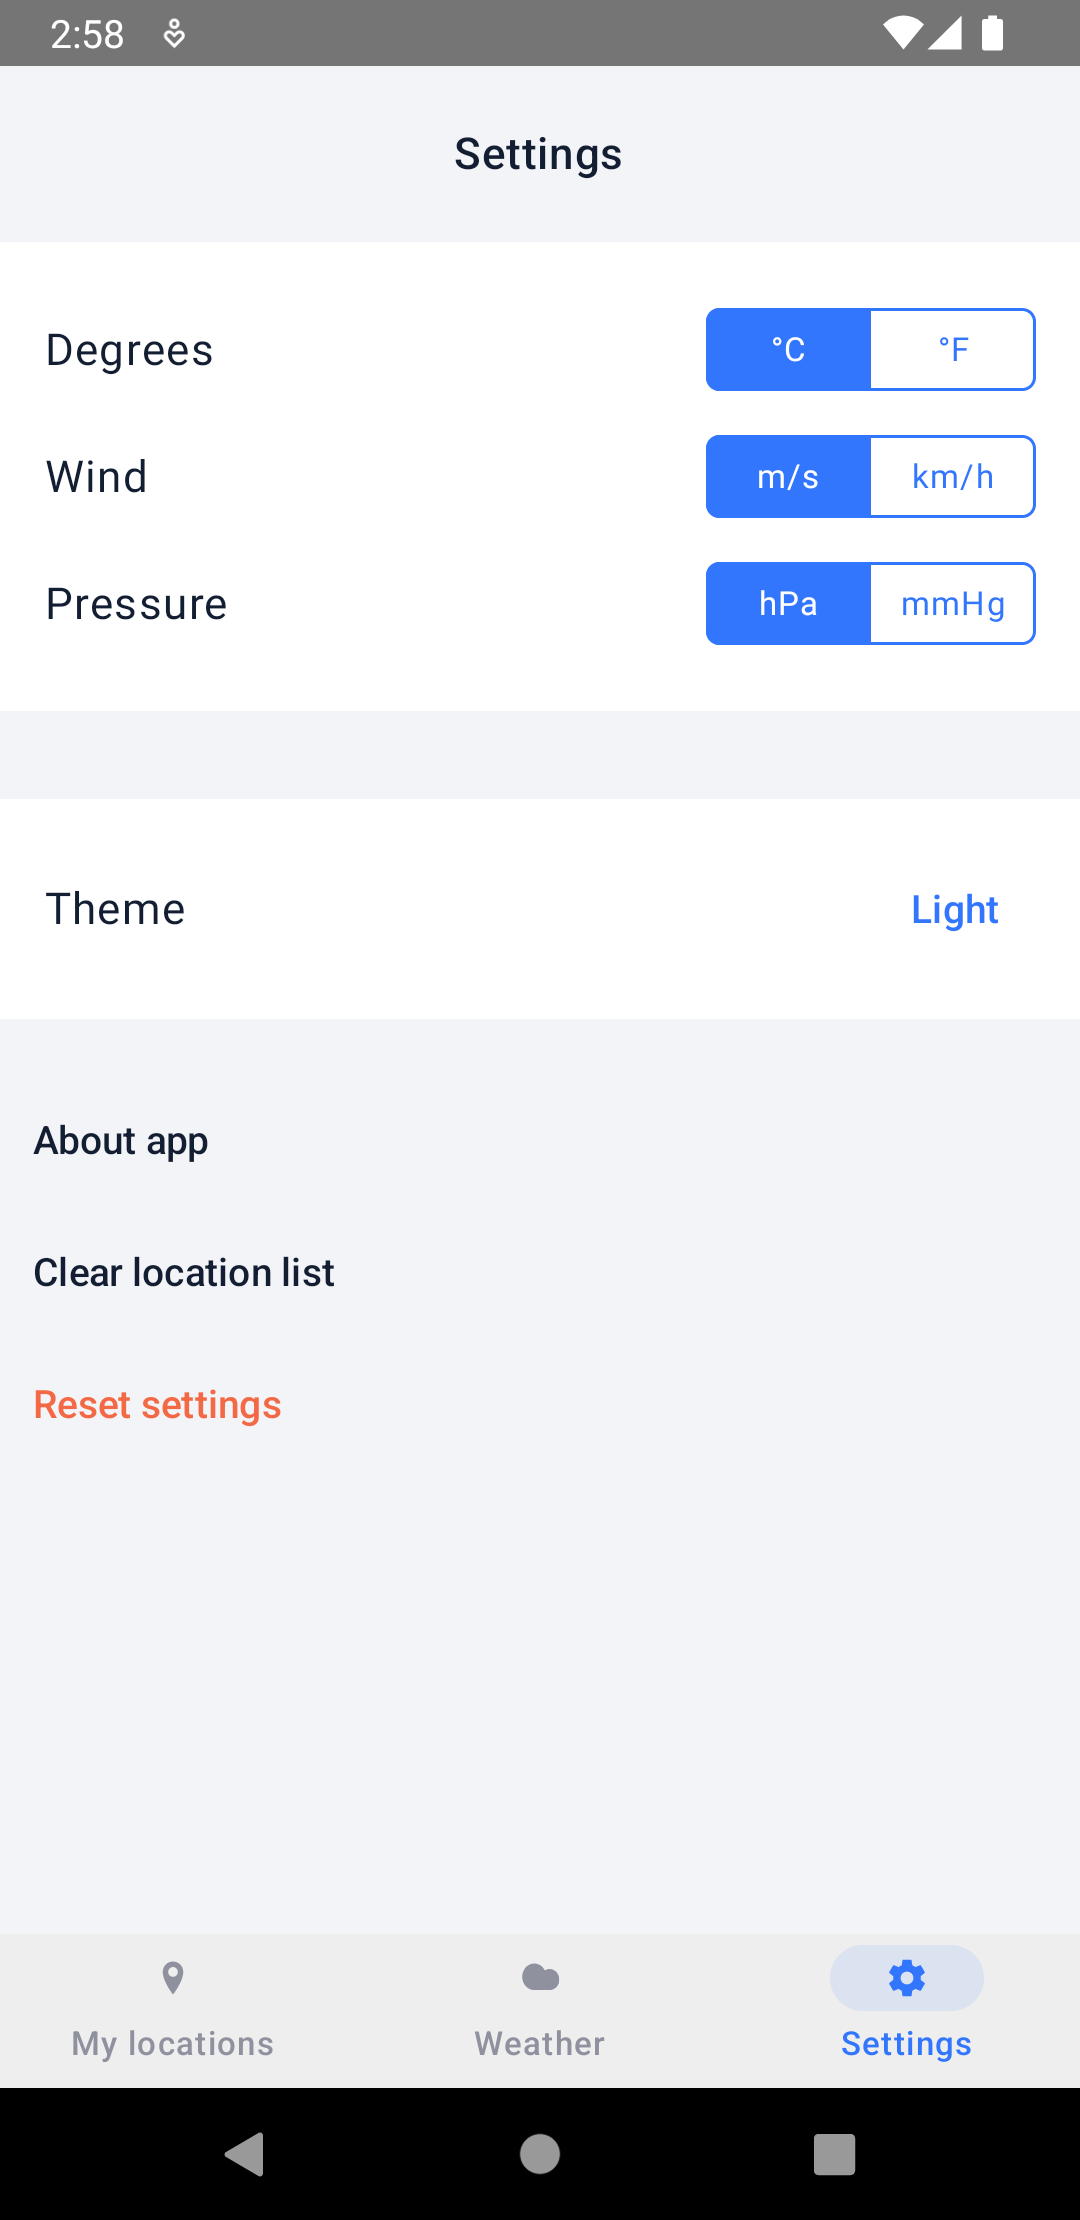 2:58
Settings
Degrees °C °F
Wind m/s km/h
Pressure hPa mmHg
Theme Light
About app
Clear location list
Reset settings
My locations Weather Settings